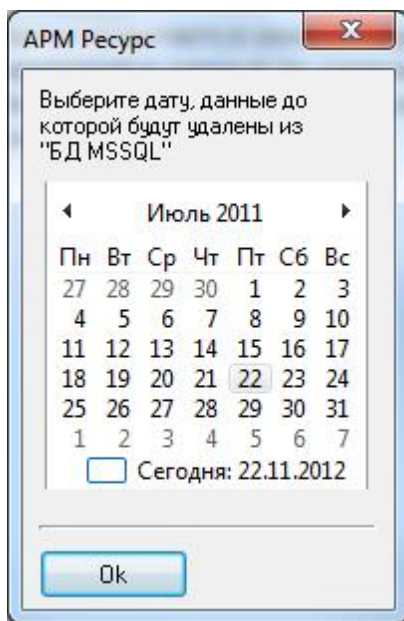 АРМ Ресурс
Выберите дату, данные до
которой будут удалены из
"БД MSSQL"
Июль 2011
Пн Вт Ср Чт Пт Сб Вс
27 28 29 30 1 2 3
4 5 6 7 8 9 10
11 12 13 14 15 16 17
18 19 20 21 22 23 24
25 26 27 28 29 30 31
1 2 3 4 5 6 7
Сегодня: 22.11.2012
Ok